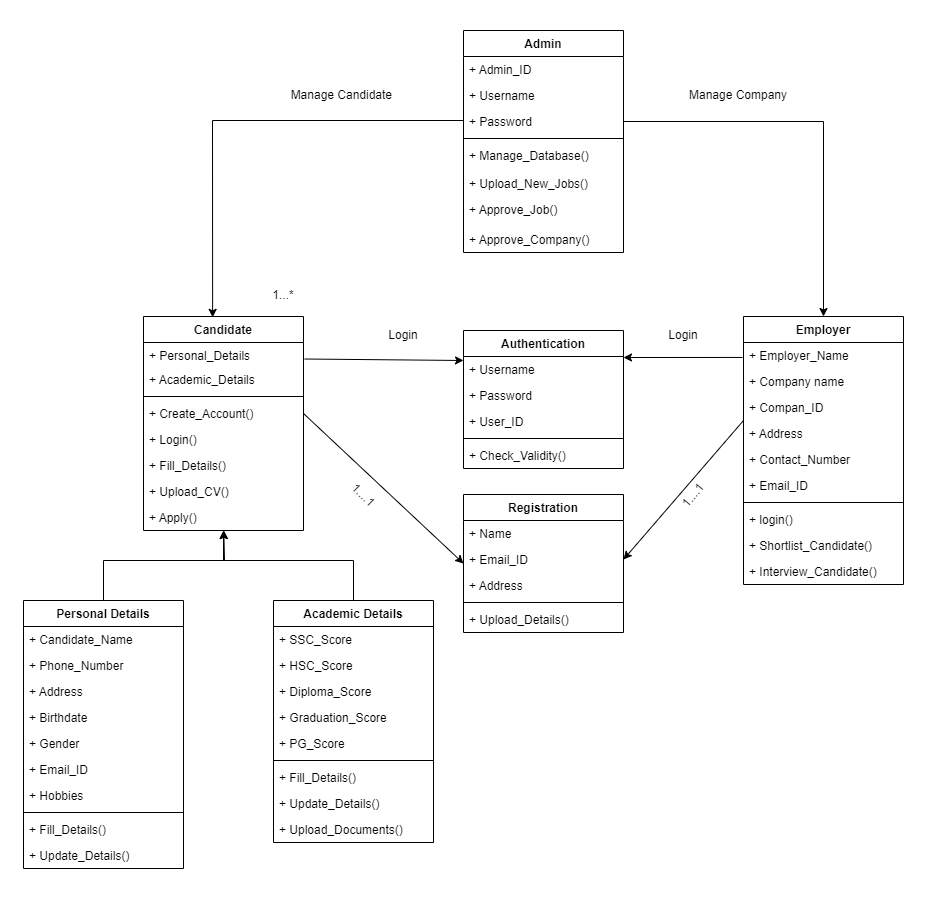 Admin
+ Admin_ID
+ Username
+ Password
+ Manage_Database()
+ Upload_New_Jobs()
+ Approve_Job()
+ Approve_Company()
Manage Candidate
Manage Company
1...*
Candidate
+ Personal_Details
+ Academic_Details
+ Create_Account()
+ Login()
+ Fill_Details()
+ Upload_CV()
+ Apply()
Login
Authentication
+ Username
+ Password
+ User_ID
+ Check_Validity()
Login
Employer
+ Employer_Name
+ Company name
+ Compan_ID
+ Address
+ Contact_Number
+ Email_ID
+ login()
+ Shortlist_Candidate()
+ Interview_Candidate()
1....1
1....1
Registration
+ Name
+ Email_ID
+ Address
+ Upload_Details()
Personal Details
+ Candidate_Name
+ Phone_Number
+ Address
+ Birthdate
+ Gender
+ Email_ID
+ Hobbies
+ Fill_Details()
+ Update_Details()
Academic Details
+ SSC_Score
+ HSC_Score
+ Diploma_Score
+ Graduation_Score
+ PG_Score
+ Fill_Details()
+ Update_Details()
+ Upload_Documents()